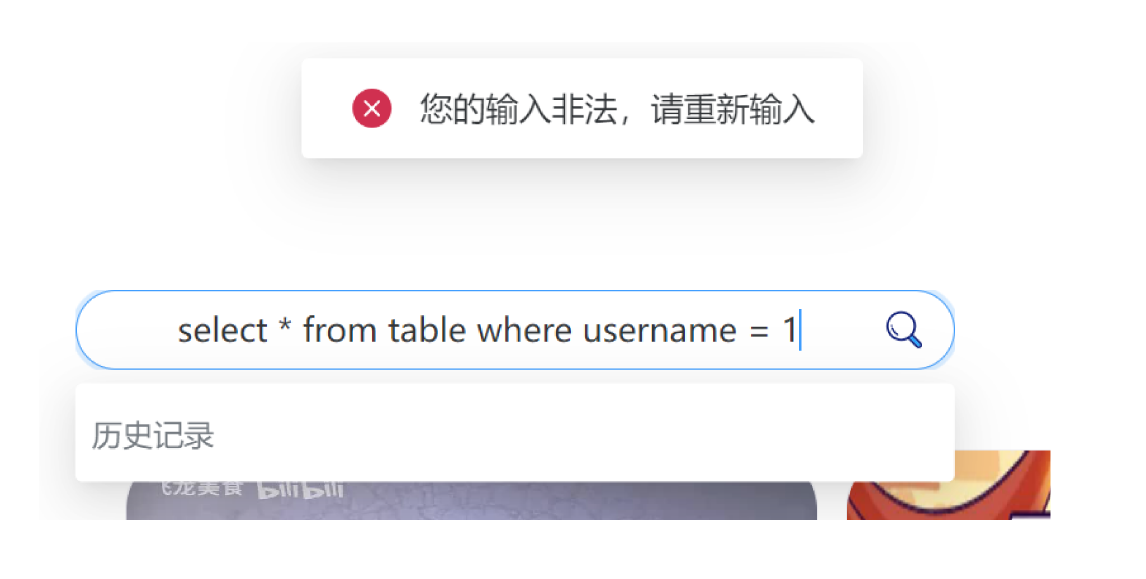 您的输入非法，请重新输入
select * from table where username = 1
历史记录
飞龙美食 bilibili